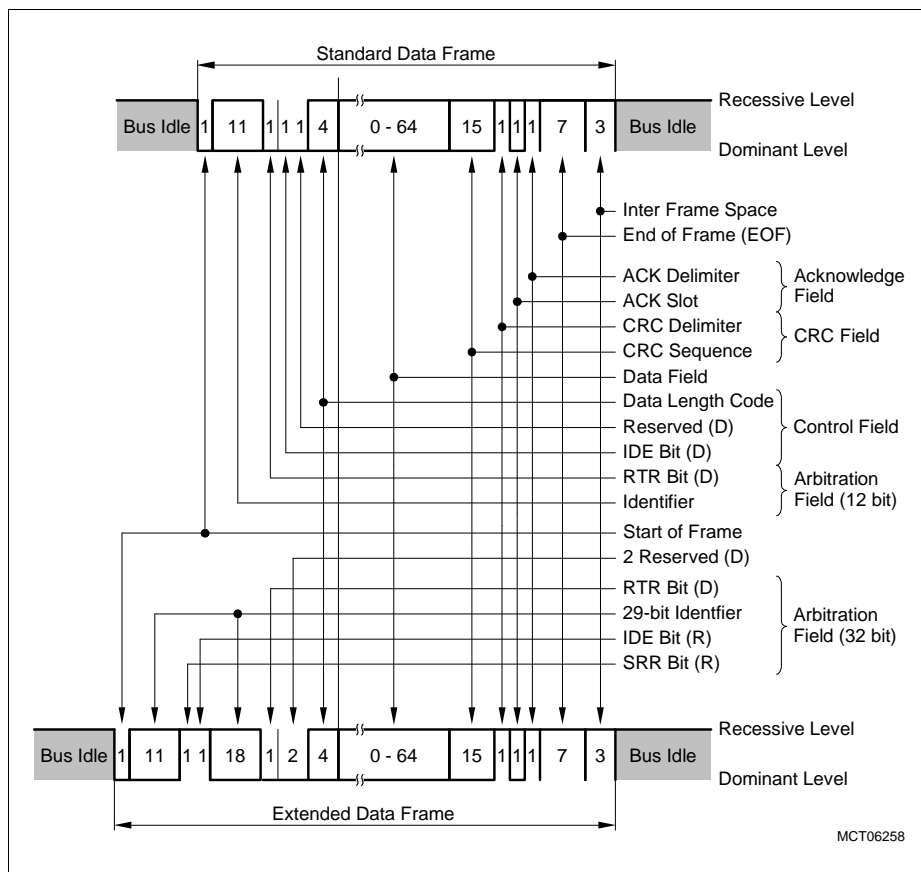 Standard Data Frame
Recessive Level
Bus Idle 1 11 1 1 1 4 0 - 64 15 1 1 1 7 3 Bus Idle
Dominant Level
Inter Frame Space
End of Frame (EOF)
ACK Delimiter
Acknowledge
Field
ACK Slot
CRC Delimiter
CRC Field
CRC Sequence
Data Field
Data Length Code
Reserved (D)
Control Field
IDE Bit (D)
RTR Bit (D)
Arbitration
Field (12 bit)
Identifier
Start of Frame
2 Reserved (D)
RTR Bit (D)
29-bit Identfier
Arbitration
Field (32 bit)
IDE Bit (R)
SRR Bit (R)
Recessive Level
Bus Idle 1 11 1 1 18 1 2 4 0 - 64 15 1 1 1 7 3 Bus Idle
Dominant Level
Extended Data Frame
MCT06258